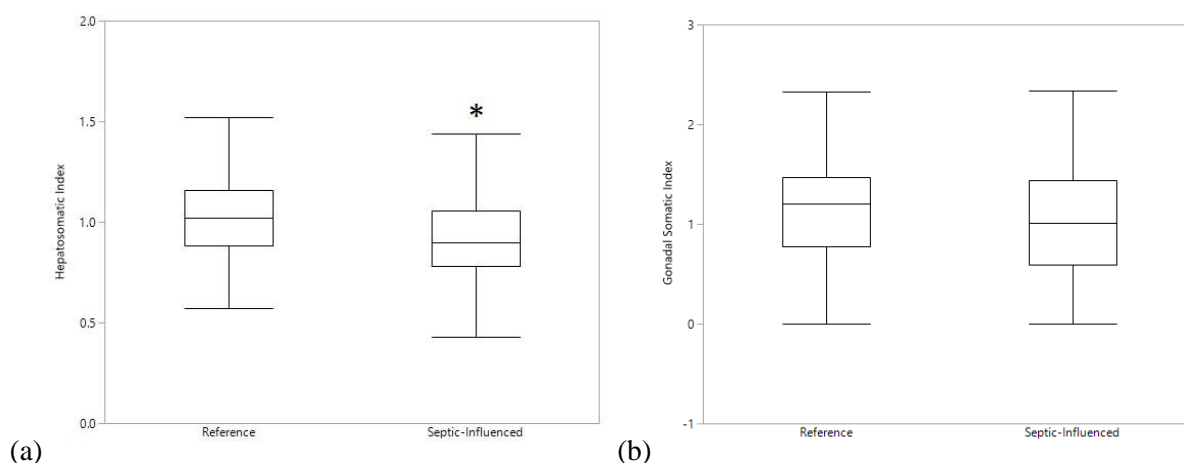 2.0
1.5
1.0
0.5
0.0
Hepatosomatic Index
*
Reference
Septic-Influenced
(a)
3
2
1
0
-1
Gonadal Somatic Index
Reference
Septic-Influenced
(b)